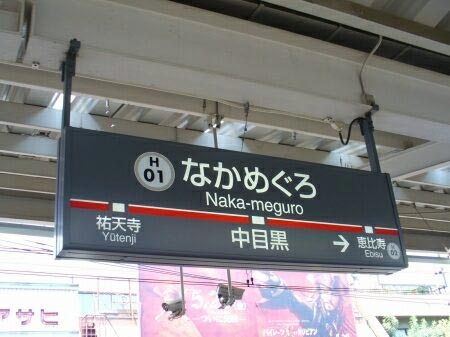 H
01
なかめぐろ
Naka-meguro
祐天寺
Yūtenji
中目黒
恵比寿
Ebisu
アサヒ